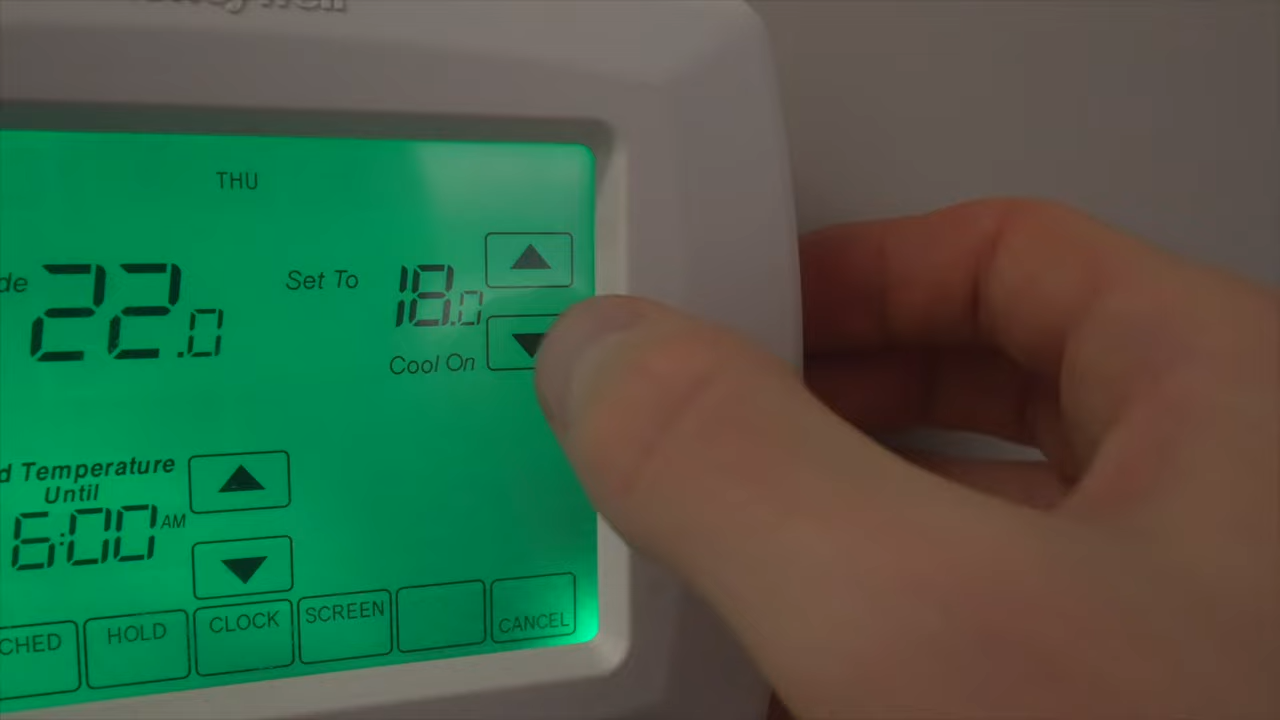 THU
de 22.0 Set To 18.0
Cool On
d Temperature
Until
6:00 AM
CHED HOLD CLOCK SCREEN CANCEL